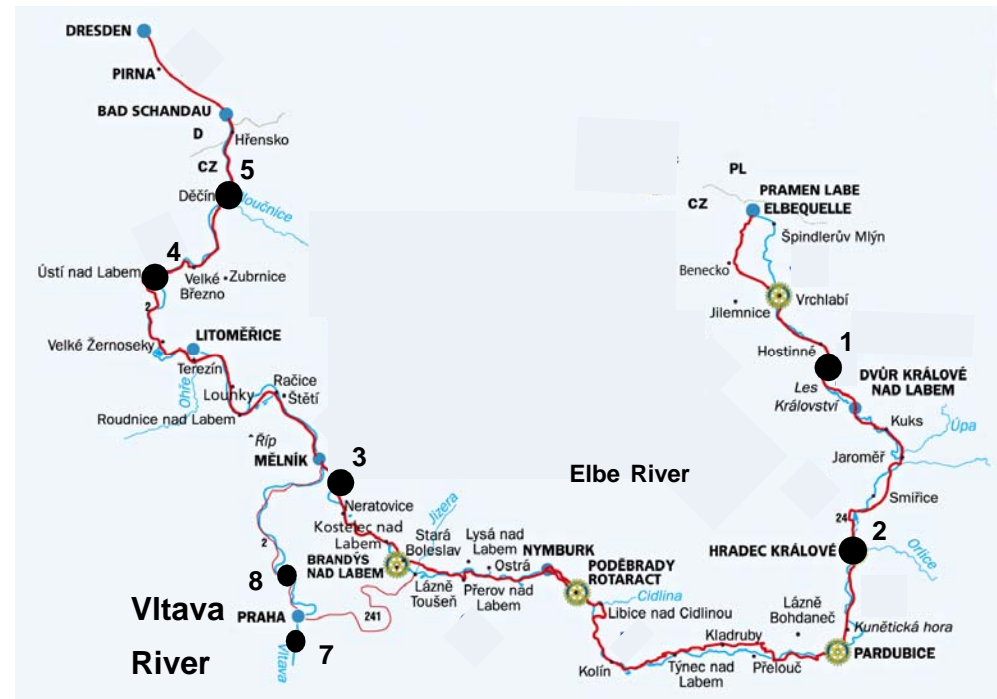 DRESDEN
PIRNA
BAD SCHANDAU
D
Hřensko
CZ
5
Děčín
loučnice
4
Ústí nad Labem
Velké
Březno
Zubrnice
2
Velké Žernoseky
LITOMĚŘICE
Terezín
Ohře
Lounky
Račice
Štětí
Roudnice nad Labem
Říp
MĚLNÍK
3
Neratovice
Kostelec nad
Labem
Jizera
Stará
Boleslav
BRANDÝS
NAD LABEM
Lázně
Toušeň
Lysá nad
Labem
Ostrá
Přerov nad
Labem
NYMBURK
PODĚBRADY
ROTARACT
Cidlina
Libice nad Cidlinou
Kolín
Kladruby
Týnec nad
Labem
Přelouč
Lázně
Bohdaneč
Kunětická hora
PARDUBICE
HRADEC KRÁLOVÉ
2
Orlice
24
Smiřice
Jaroměř
Úpa
Kuks
DVŮR KRÁLOVÉ
NAD LABEM
Les
Království
1
Hostinné
Jilemnice
Vrchlabí
Benecko
Špindlerův Mlýn
PRAMEN LABE
ELBEQUELLE
PL
CZ
Elbe River
2
8
PRAHA
241
7
Vltava
Vltava
River